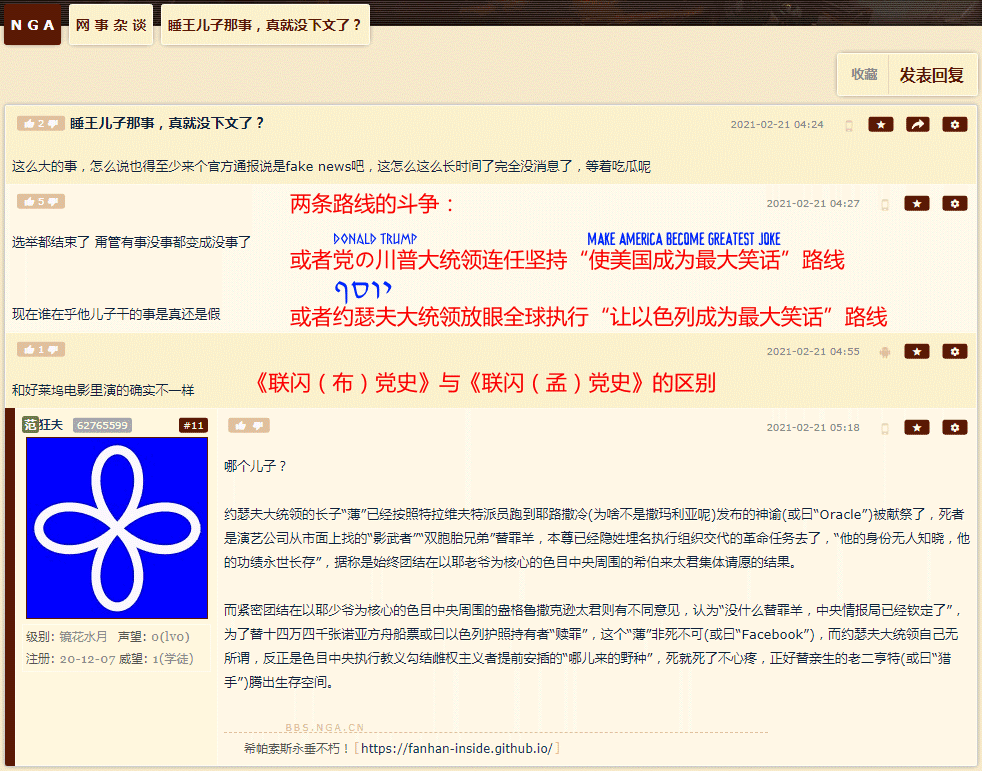 NGA 网事杂谈 睡王儿子那事，真就没下文了？
收藏 发表回复
2 睡王儿子那事，真就没下文了？ 2021-02-21 04:24
这么大的事，怎么说也得至少来个官方通报说是fake news吧，这怎么这么长时间了完全没消息了，等着吃瓜呢
5 两条路线的斗争： 2021-02-21 04:27
选举都结束了 甭管有事没事都变成没事了
DONALD TRUMP MAKE AMERICA BECOME GREATEST JOKE
或者党の川普大统领连任坚持“使美国成为最大笑话”路线
יוסף
现在谁在乎他儿子干的事是真还是假
或者约瑟夫大统领放眼全球执行“让以色列成为最大笑话”路线
1 2021-02-21 04:55
和好莱坞电影里演的确实不一样
《联闪（布）党史》与《联闪（孟）党史》的区别
范狂夫 62765599 #11 2021-02-21 05:18
哪个儿子？
约瑟夫大统领的长子“薄”已经按照特拉维夫特派员跑到耶路撒冷(为啥不是撒玛利亚呢)发布的神谕(或曰“Oracle”)被献祭了，死者
是演艺公司从市面上找的“影武者”“双胞胎兄弟”替罪羊，本尊已经隐姓埋名执行组织交代的革命任务去了，“他的身份无人知晓，他
的功绩永世长存”，据称是始终团结在以耶老爷为核心的色目中央周围的希伯来太君集体请愿的结果。
而紧密团结在以耶少爷为核心的色目中央周围的盎格鲁撒克逊太君则有不同意见，认为“没什么替罪羊，中央情报局已经钦定了”，
为了替十四万四千张诺亚方舟船票或曰以色列护照持有者“赎罪”，这个“薄”非死不可(或曰“Facebook”)，而约瑟夫大统领自己无
所谓，反正是色目中央执行教义勾结雌权主义者提前安插的“哪儿来的野种”，死就死了不心疼，正好替亲生的老二亨特(或曰“猎
手”)腾出生存空间。
级别: 镜花水月 声望: 0(lv0)
注册: 20-12-07 威望: 1(学徒)
BBS.NGA.CN
希帕索斯永垂不朽！[ https://fanhan-inside.github.io/ ]